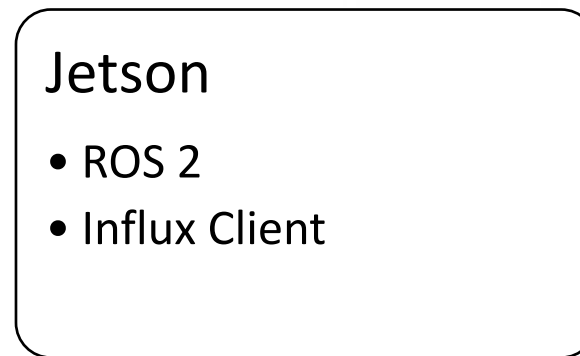 Jetson
• ROS 2
• Influx Client